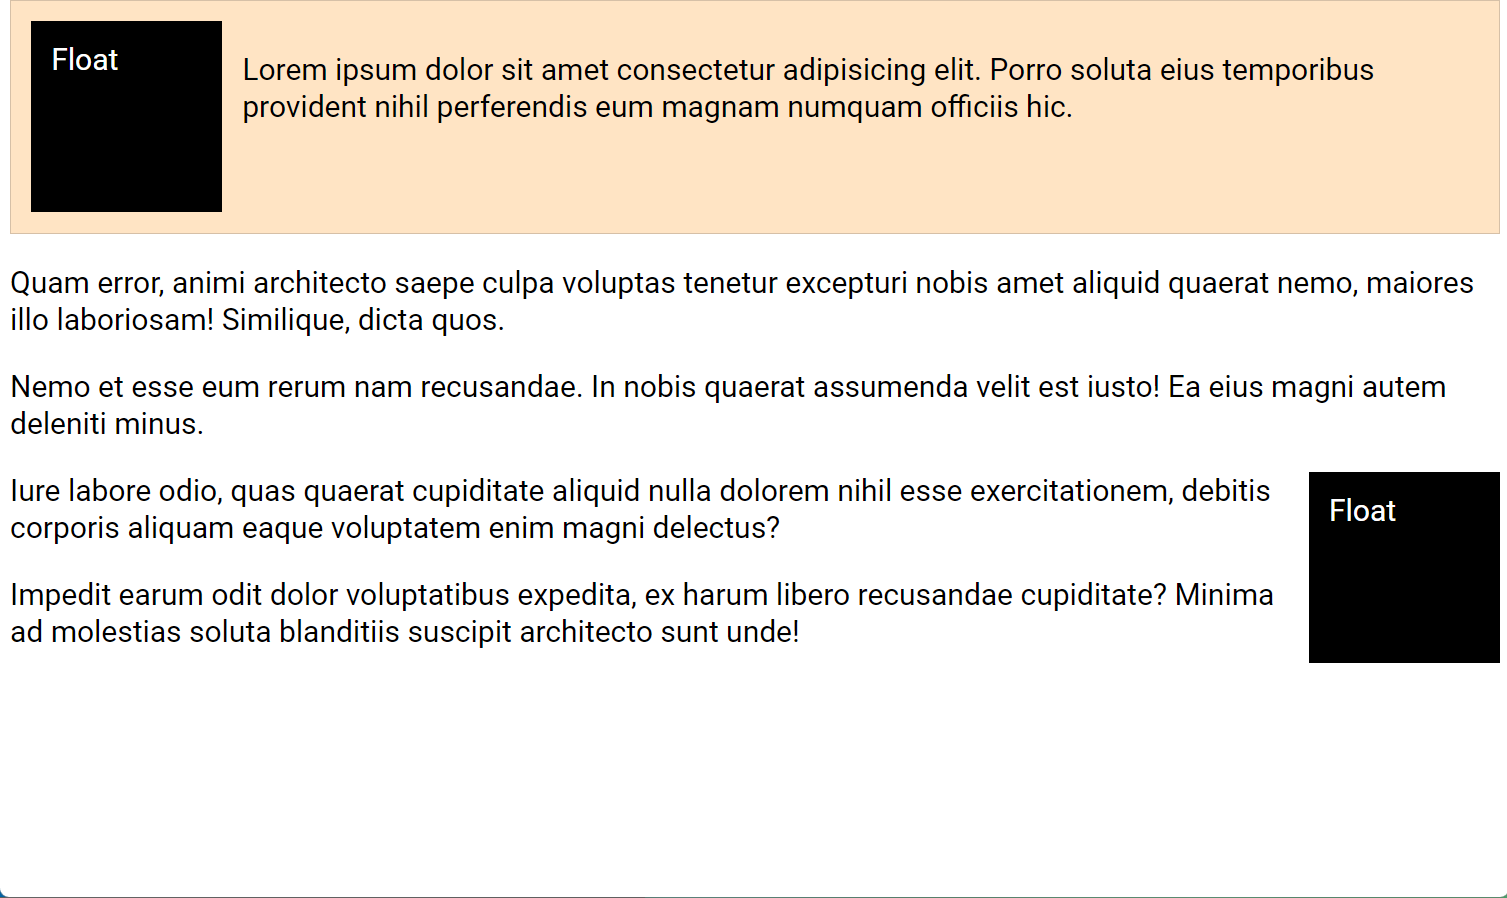 Float
Lorem ipsum dolor sit amet consectetur adipisicing elit. Porro soluta eius temporibus
provident nihil perferendis eum magnam numquam officiis hic.
Quam error, animi architecto saepe culpa voluptas tenetur excepturi nobis amet aliquid quaerat nemo, maiores
illo laboriosam! Similique, dicta quos.
Nemo et esse eum rerum nam recusandae. In nobis quaerat assumenda velit est iusto! Ea eius magni autem
deleniti minus.
Iure labore odio, quas quaerat cupiditate aliquid nulla dolorem nihil esse exercitationem, debitis
corporis aliquam eaque voluptatem enim magni delectus?
Float
Impedit earum odit dolor voluptatibus expedita, ex harum libero recusandae cupiditate? Minima
ad molestias soluta blanditiis suscipit architecto sunt unde!